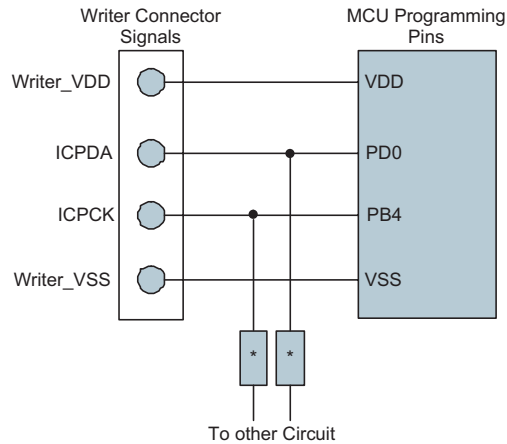 Writer Connector
Signals
MCU Programming
Pins
Writer_VDD
VDD
ICPDA
PD0
ICPCK
PB4
Writer_VSS
VSS
*
*
To other Circuit